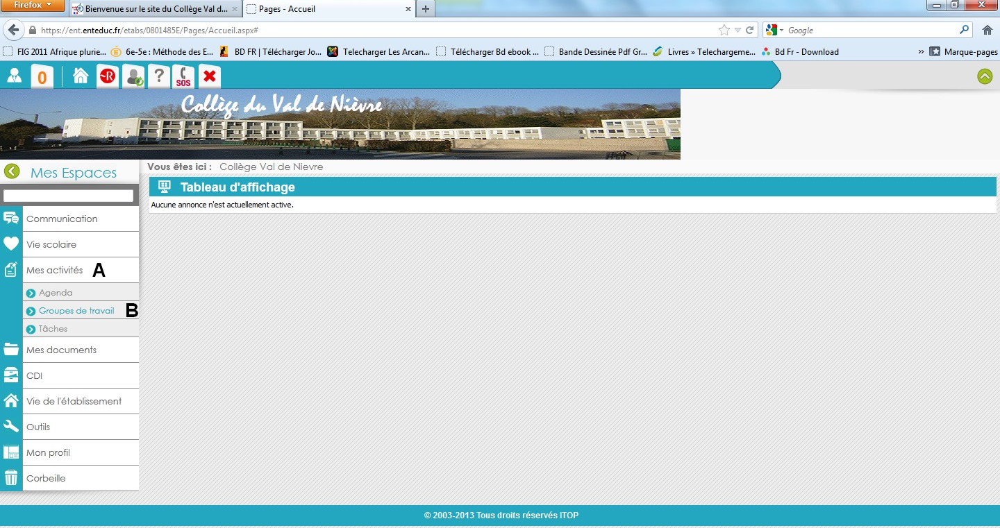 Firefox
Bienvenue sur le site du Collège Val d...
Pages - Accueil
https://ent.enteduc.fr/etabs/0801485E/Pages/Accueil.aspx#
Google
FIG 2011 Afrique plurie...
6e-5e : Méthode des E...
BD FR | Télécharger Jo...
Telecharger Les Arcan...
Télécharger Bd ebook ...
Bande Dessinée Pdf Gr...
Livres » Telechargeme...
Bd Fr - Download
»
Marque-pages
0
R
?
SOS
Collège du Val de Nièvre
Mes Espaces
Vous êtes ici : Collège Val de Nievre
Tableau d'affichage
Aucune annonce n'est actuellement active.
Communication
Vie scolaire
Mes activités A
Agenda
Groupes de travail B
Tâches
Mes documents
CDI
Vie de l'établissement
Outils
Mon profil
Corbeille
© 2003-2013 Tous droits réservés ITOP